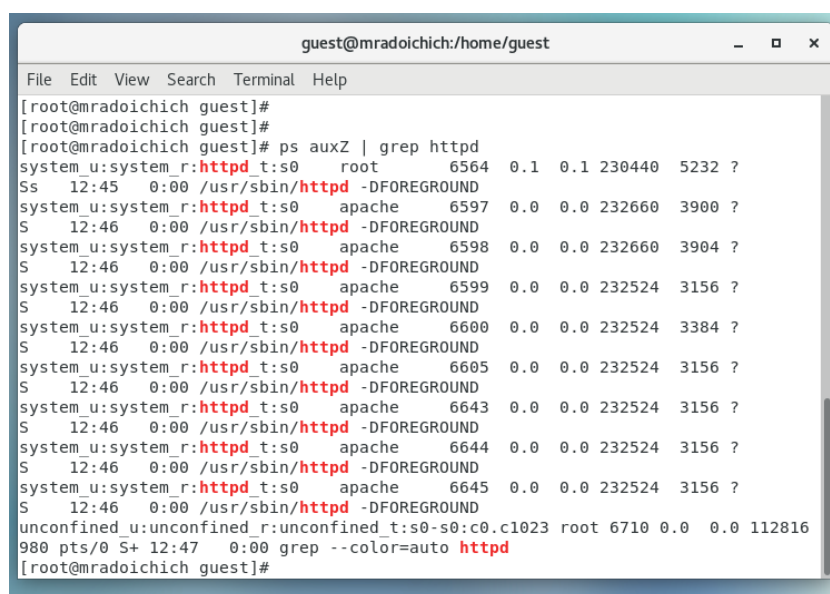 guest@mradoichich:/home/guest
File Edit View Search Terminal Help
[root@mradoichich guest]#
[root@mradoichich guest]#
[root@mradoichich guest]# ps auxZ | grep httpd
system_u:system_r:httpd_t:s0    root       6564  0.1  0.1 230440  5232 ?
Ss   12:45   0:00 /usr/sbin/httpd -DFOREGROUND
system_u:system_r:httpd_t:s0    apache     6597  0.0  0.0 232660  3900 ?
S    12:46   0:00 /usr/sbin/httpd -DFOREGROUND
system_u:system_r:httpd_t:s0    apache     6598  0.0  0.0 232660  3904 ?
S    12:46   0:00 /usr/sbin/httpd -DFOREGROUND
system_u:system_r:httpd_t:s0    apache     6599  0.0  0.0 232524  3156 ?
S    12:46   0:00 /usr/sbin/httpd -DFOREGROUND
system_u:system_r:httpd_t:s0    apache     6600  0.0  0.0 232524  3384 ?
S    12:46   0:00 /usr/sbin/httpd -DFOREGROUND
system_u:system_r:httpd_t:s0    apache     6605  0.0  0.0 232524  3156 ?
S    12:46   0:00 /usr/sbin/httpd -DFOREGROUND
system_u:system_r:httpd_t:s0    apache     6643  0.0  0.0 232524  3156 ?
S    12:46   0:00 /usr/sbin/httpd -DFOREGROUND
system_u:system_r:httpd_t:s0    apache     6644  0.0  0.0 232524  3156 ?
S    12:46   0:00 /usr/sbin/httpd -DFOREGROUND
system_u:system_r:httpd_t:s0    apache     6645  0.0  0.0 232524  3156 ?
S    12:46   0:00 /usr/sbin/httpd -DFOREGROUND
unconfined_u:unconfined_r:unconfined_t:s0-s0:c0.c1023 root 6710 0.0  0.0 112816
980 pts/0 S+ 12:47   0:00 grep --color=auto httpd
[root@mradoichich guest]#